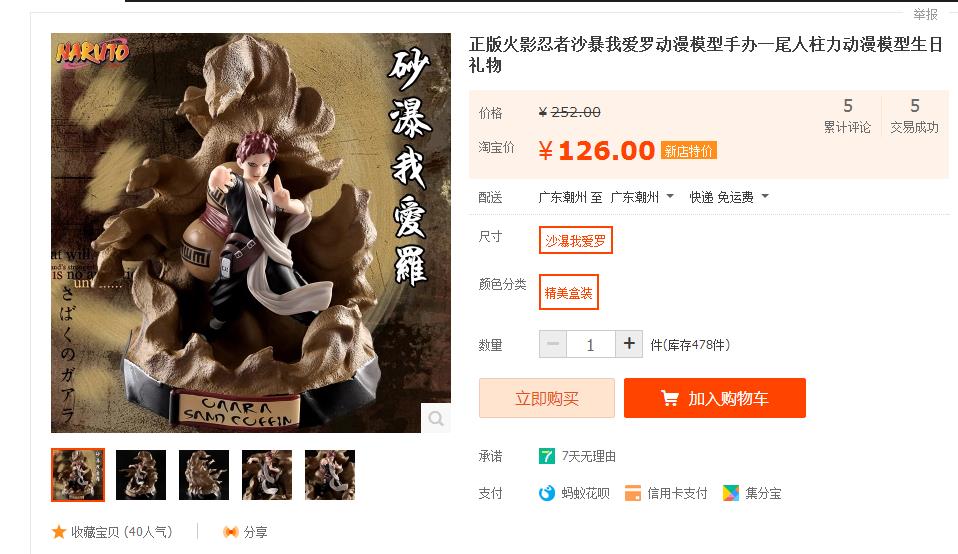 举报
NARUTO
砂瀑我愛羅
at will.
and's strongest
is no a
un ......
さばくのガアラ
GAARA
SAND COFFIN
正版火影忍者沙暴我爱罗动漫模型手办一尾人柱力动漫模型生日
礼物
价格 ¥252.00
5 累计评论
5 交易成功
淘宝价 ¥126.00 新店特价
配送 广东潮州 至 广东潮州 快递 免运费
尺寸 沙瀑我爱罗
颜色分类 精美盒装
数量 − 1 + 件(库存478件)
立即购买 加入购物车
承诺 7 7天无理由
支付 蚂蚁花呗 信用卡支付 集分宝
收藏宝贝 (40人气) 分享